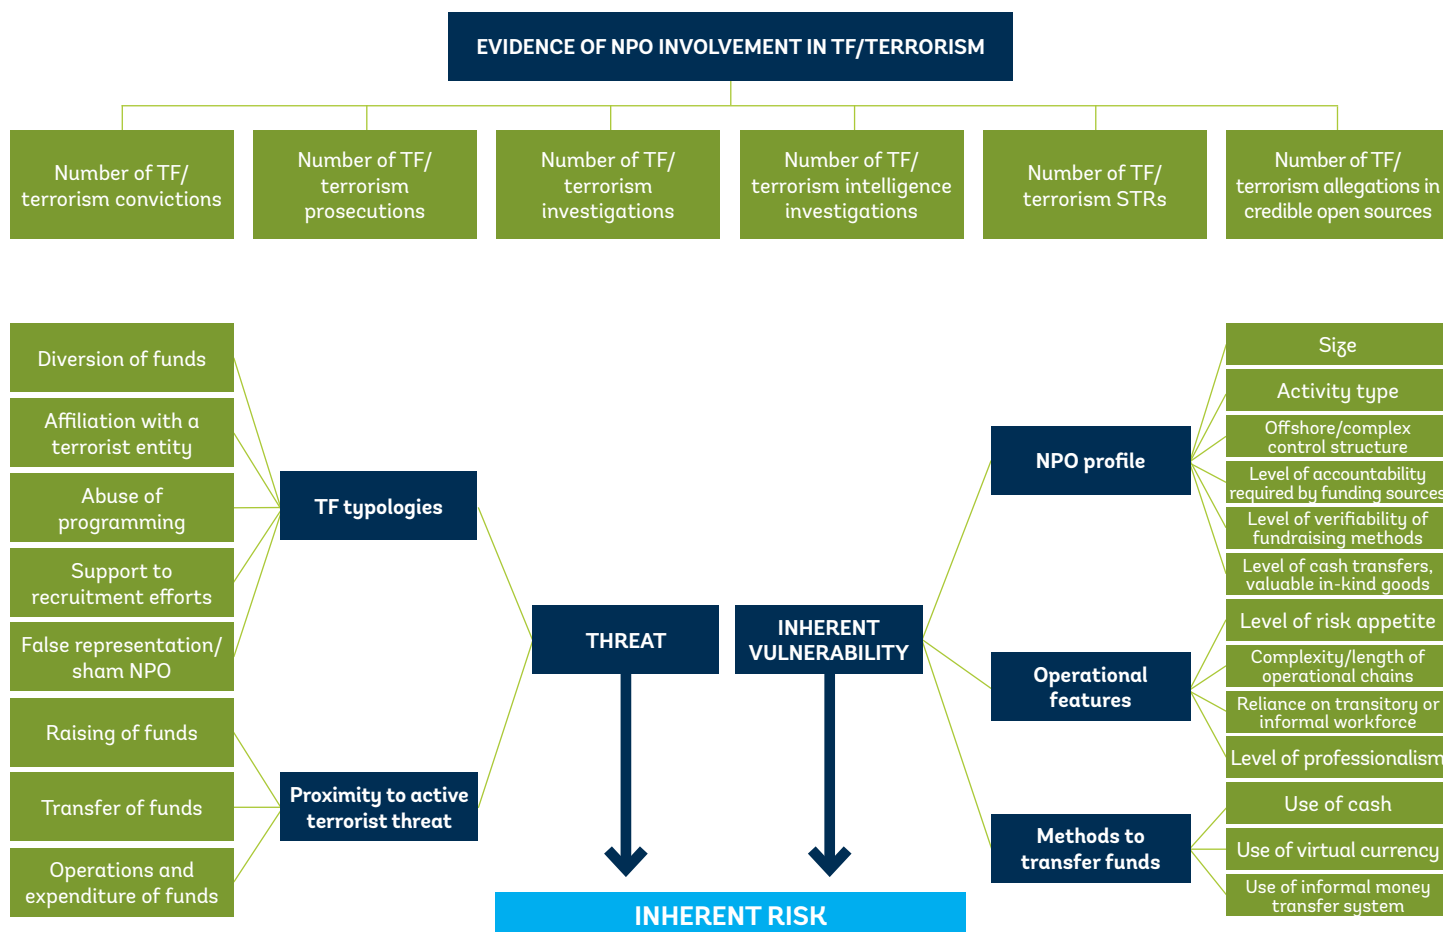 EVIDENCE OF NPO INVOLVEMENT IN TF/TERRORISM
Number of TF/
terrorism convictions
Number of TF/
terrorism
prosecutions
Number of TF/
terrorism
investigations
Number of TF/
terrorism intelligence
investigations
Number of TF/
terrorism STRs
Number of TF/
terrorism allegations in
credible open sources
Diversion of funds
Affiliation with a
terrorist entity
Abuse of
programming
Support to
recruitment efforts
False representation/
sham NPO
Raising of funds
Transfer of funds
Operations and
expenditure of funds
TF typologies
Proximity to active
terrorist threat
THREAT
INHERENT
VULNERABILITY
NPO profile
Operational
features
Methods to
transfer funds
Size
Activity type
Offshore/complex
control structure
Level of accountability
required by funding sources
Level of verifiability of
fundraising methods
Level of cash transfers,
valuable in-kind goods
Level of risk appetite
Complexity/length of
operational chains
Reliance on transitory or
informal workforce
Level of professionalism
Use of cash
Use of virtual currency
Use of informal money
transfer system
INHERENT RISK